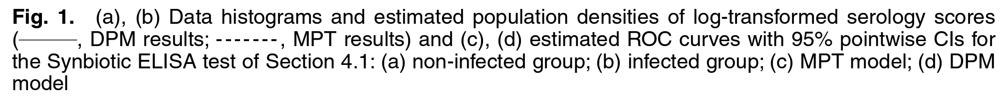 Fig. 1. (a), (b) Data histograms and estimated population densities of log-transformed serology scores
(———, DPM results; -------, MPT results) and (c), (d) estimated ROC curves with 95% pointwise CIs for
the Synbiotic ELISA test of Section 4.1: (a) non-infected group; (b) infected group; (c) MPT model; (d) DPM
model